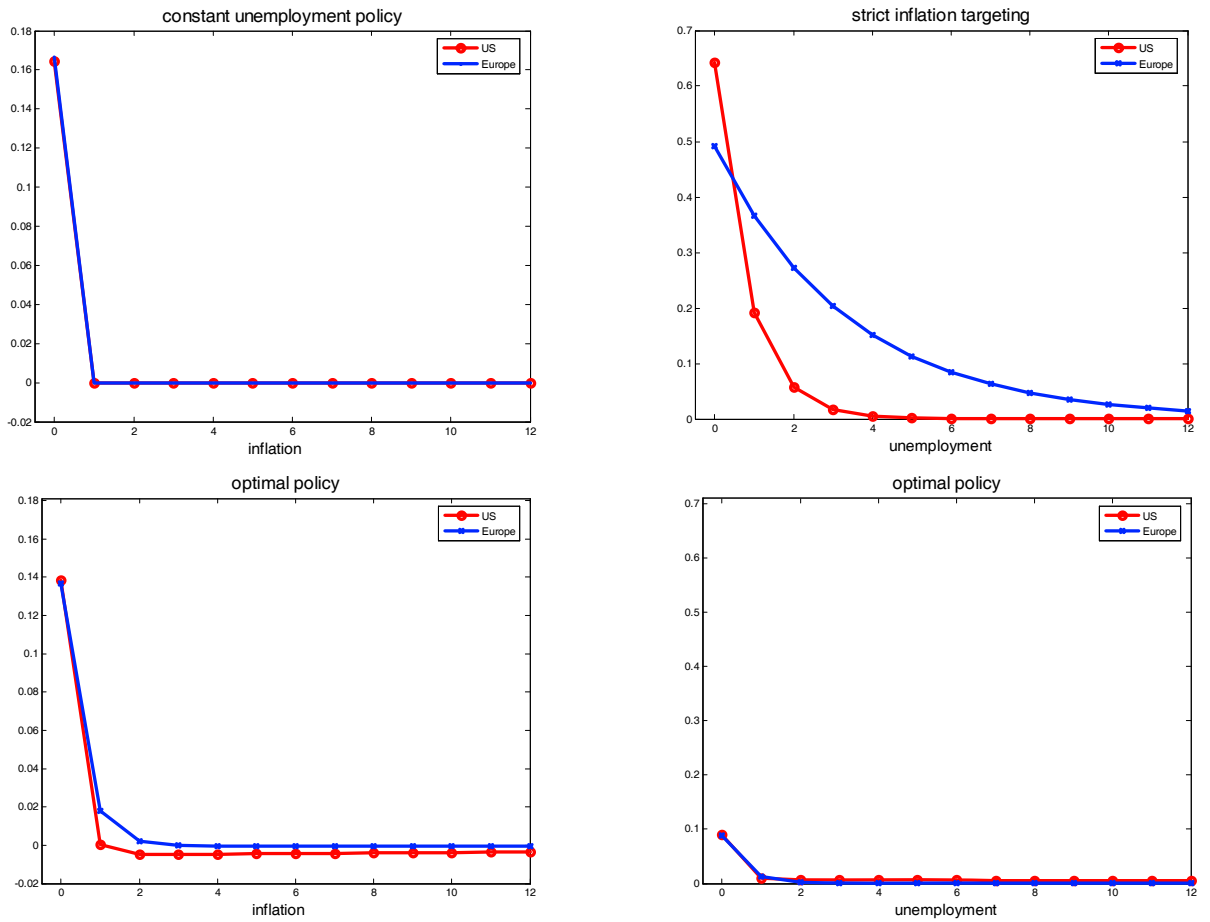 constant unemployment policy
0.18
0.16
0.14
0.12
0.1
0.08
0.06
0.04
0.02
0
-0.02
0 2 4 6 8 10 12
inflation
US
Europe
strict inflation targeting
0.7
0.6
0.5
0.4
0.3
0.2
0.1
0
0 2 4 6 8 10 12
unemployment
US
Europe
optimal policy
0.18
0.16
0.14
0.12
0.1
0.08
0.06
0.04
0.02
0
-0.02
0 2 4 6 8 10 12
inflation
US
Europe
optimal policy
0.7
0.6
0.5
0.4
0.3
0.2
0.1
0
0 2 4 6 8 10 12
unemployment
US
Europe